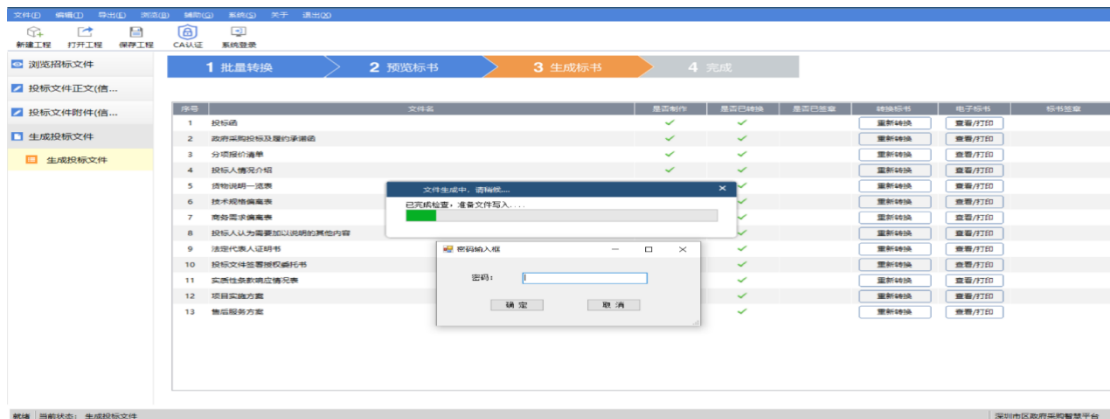 文件(F) 编辑(I) 导出(E) 浏览(B) 辅助(G) 系统(S) 关于 退出(X)
新建工程 打开工程 保存工程 CA认证 系统登录
浏览招标文件
投标文件正文(信...
投标文件附件(信...
生成投标文件
生成投标文件
1 批量转换 2 预览标书 3 生成标书 4 完成
序号 文件名 是否制作 是否已转换 是否已签章 转换标书 电子标书 标书签章
1 投标函 重新转换 查看/打印
2 政府采购投标及履约承诺函 重新转换 查看/打印
3 分项报价清单 重新转换 查看/打印
4 投标人情况介绍 重新转换 查看/打印
5 货物说明一览表 重新转换 查看/打印
6 技术规格偏离表 重新转换 查看/打印
7 商务需求偏离表 重新转换 查看/打印
8 投标人认为需要加以说明的其他内容 重新转换 查看/打印
9 法定代表人证明书 重新转换 查看/打印
10 投标文件签署授权委托书 重新转换 查看/打印
11 实质性条款响应情况表 重新转换 查看/打印
12 项目实施方案 重新转换 查看/打印
13 售后服务方案 重新转换 查看/打印
文件生成中，请稍候....
已完成检查，准备文件写入....
密码输入框
密码：
确 定 取 消
就绪 当前状态： 生成投标文件 深圳市区政府采购智慧平台